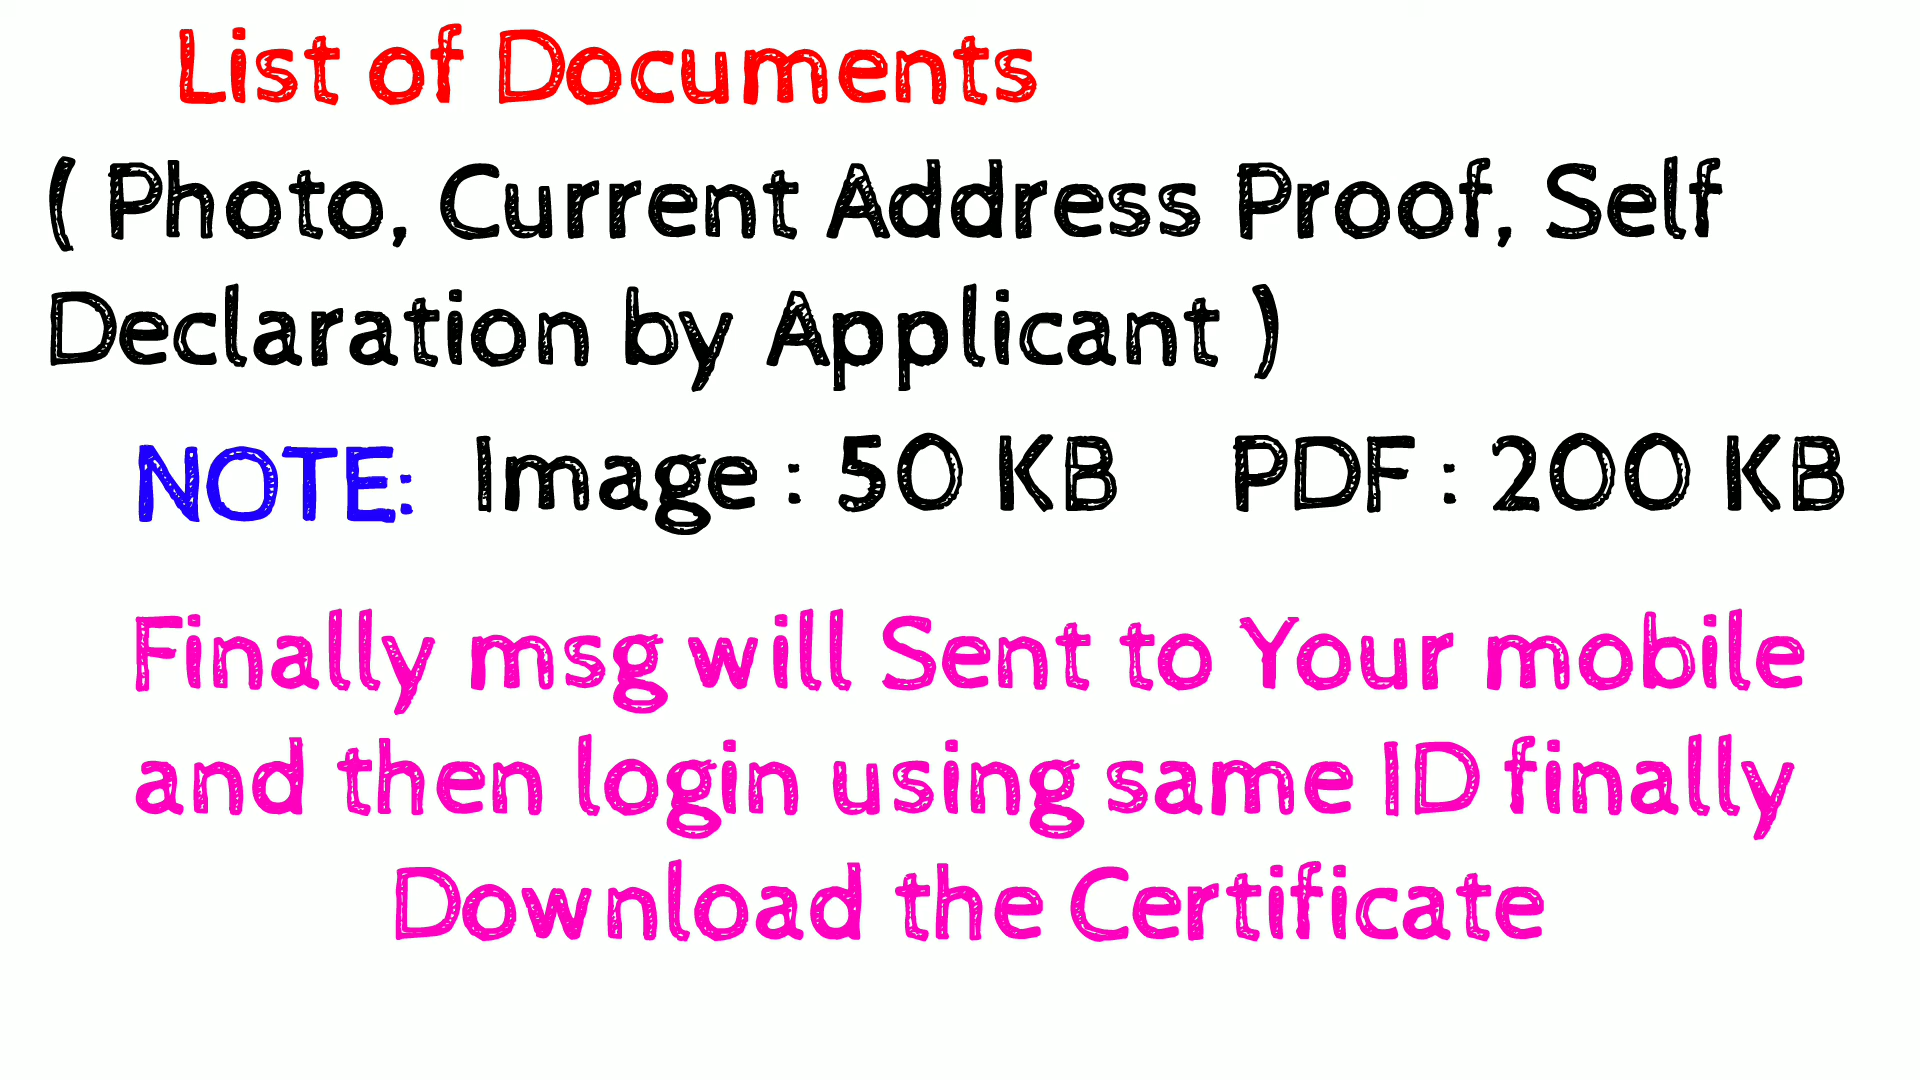 List of Documents
( Photo, Current Address Proof, Self
Declaration by Applicant )
NOTE: Image : 50 KB PDF : 200 KB
Finally msg will Sent to Your mobile
and then login using same ID finally
Download the Certificate